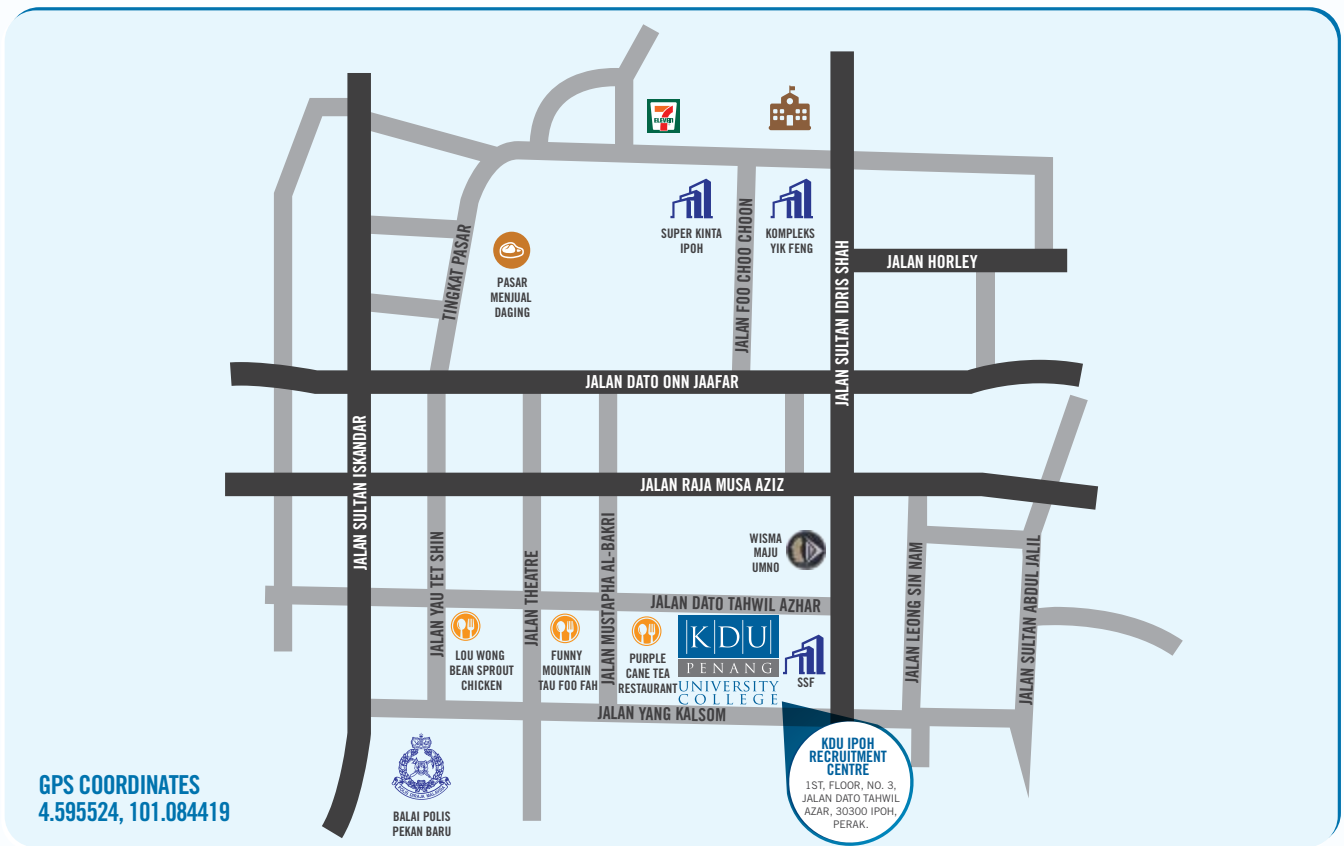 7
ELEVEN
SUPER KINTA
IPOH
KOMPLEKS
YIK FENG
JALAN FOO CHOO CHOON
JALAN SULTAN IDRIS SHAH
JALAN HORLEY
TINGKAT PASAR
PASAR
MENJUAL
DAGING
JALAN DATO ONN JAAFAR
JALAN SULTAN ISKANDAR
JALAN RAJA MUSA AZIZ
JALAN YAU TET SHIN
JALAN THEATRE
JALAN MUSTAPHA AL-BAKRI
WISMA
MAJU
UMNO
JALAN LEONG SIN NAM
JALAN SULTAN ABDUL JALIL
JALAN DATO TAHWIL AZHAR
LOU WONG
BEAN SPROUT
CHICKEN
FUNNY
MOUNTAIN
TAU FOO FAH
PURPLE
CANE TEA
RESTAURANT
KDU
PENANG
UNIVERSITY
COLLEGE
SSF
JALAN YANG KALSOM
KDU IPOH
RECRUITMENT
CENTRE
1ST, FLOOR, NO. 3,
JALAN DATO TAHWIL
AZAR, 30300 IPOH,
PERAK.
BALAI POLIS
PEKAN BARU
GPS COORDINATES
4.595524, 101.084419